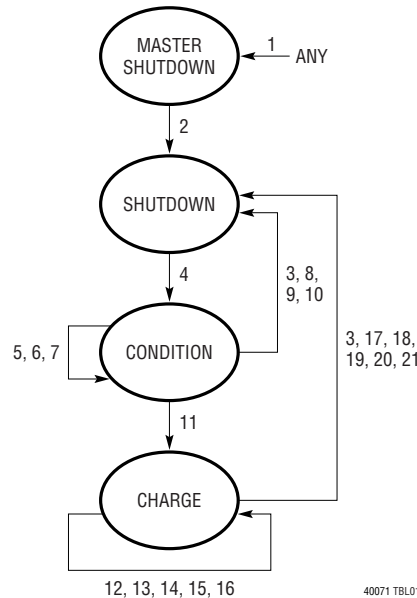 MASTER
SHUTDOWN
1
ANY
2
SHUTDOWN
4
3, 8,
9, 10
3, 17, 18,
19, 20, 21
5, 6, 7
CONDITION
11
CHARGE
12, 13, 14, 15, 16
40071 TBL01